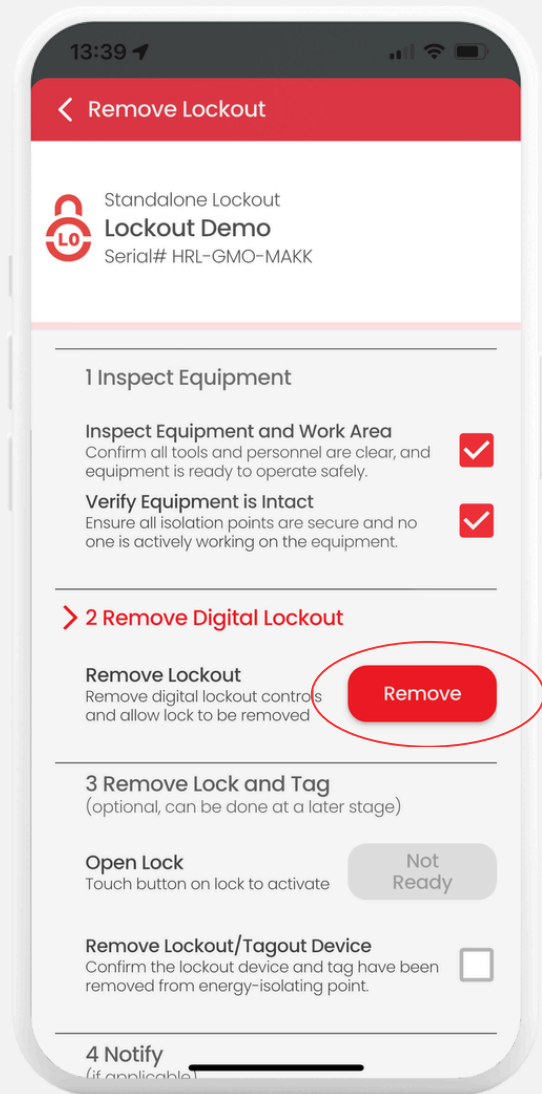 13:39
Remove Lockout
Standalone Lockout
LO
Lockout Demo
Serial# HRL-GMO-MAKK
1 Inspect Equipment
Inspect Equipment and Work Area
Confirm all tools and personnel are clear, and
equipment is ready to operate safely.
Verify Equipment is Intact
Ensure all isolation points are secure and no
one is actively working on the equipment.
2 Remove Digital Lockout
Remove Lockout
Remove digital lockout controls
and allow lock to be removed
Remove
3 Remove Lock and Tag
(optional, can be done at a later stage)
Open Lock
Touch button on lock to activate
Not
Ready
Remove Lockout/Tagout Device
Confirm the lockout device and tag have been
removed from energy-isolating point.
4 Notify
(if applicable)